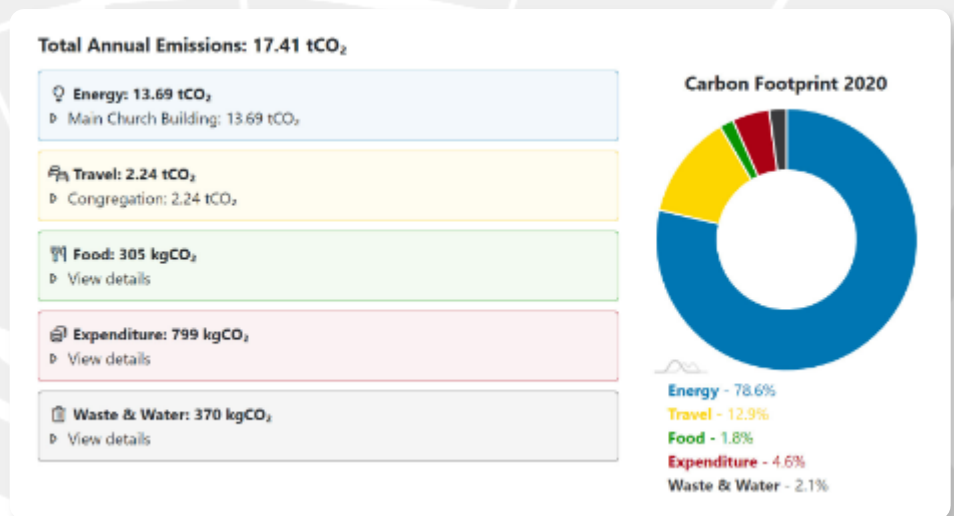 Total Annual Emissions: 17.41 tCO₂
Energy: 13.69 tCO₂
Main Church Building: 13.69 tCO₂
Travel: 2.24 tCO₂
Congregation: 2.24 tCO₂
Food: 305 kgCO₂
View details
Expenditure: 799 kgCO₂
View details
Waste & Water: 370 kgCO₂
View details
Carbon Footprint 2020
Energy - 78.6%
Travel - 12.9%
Food - 1.8%
Expenditure - 4.6%
Waste & Water - 2.1%